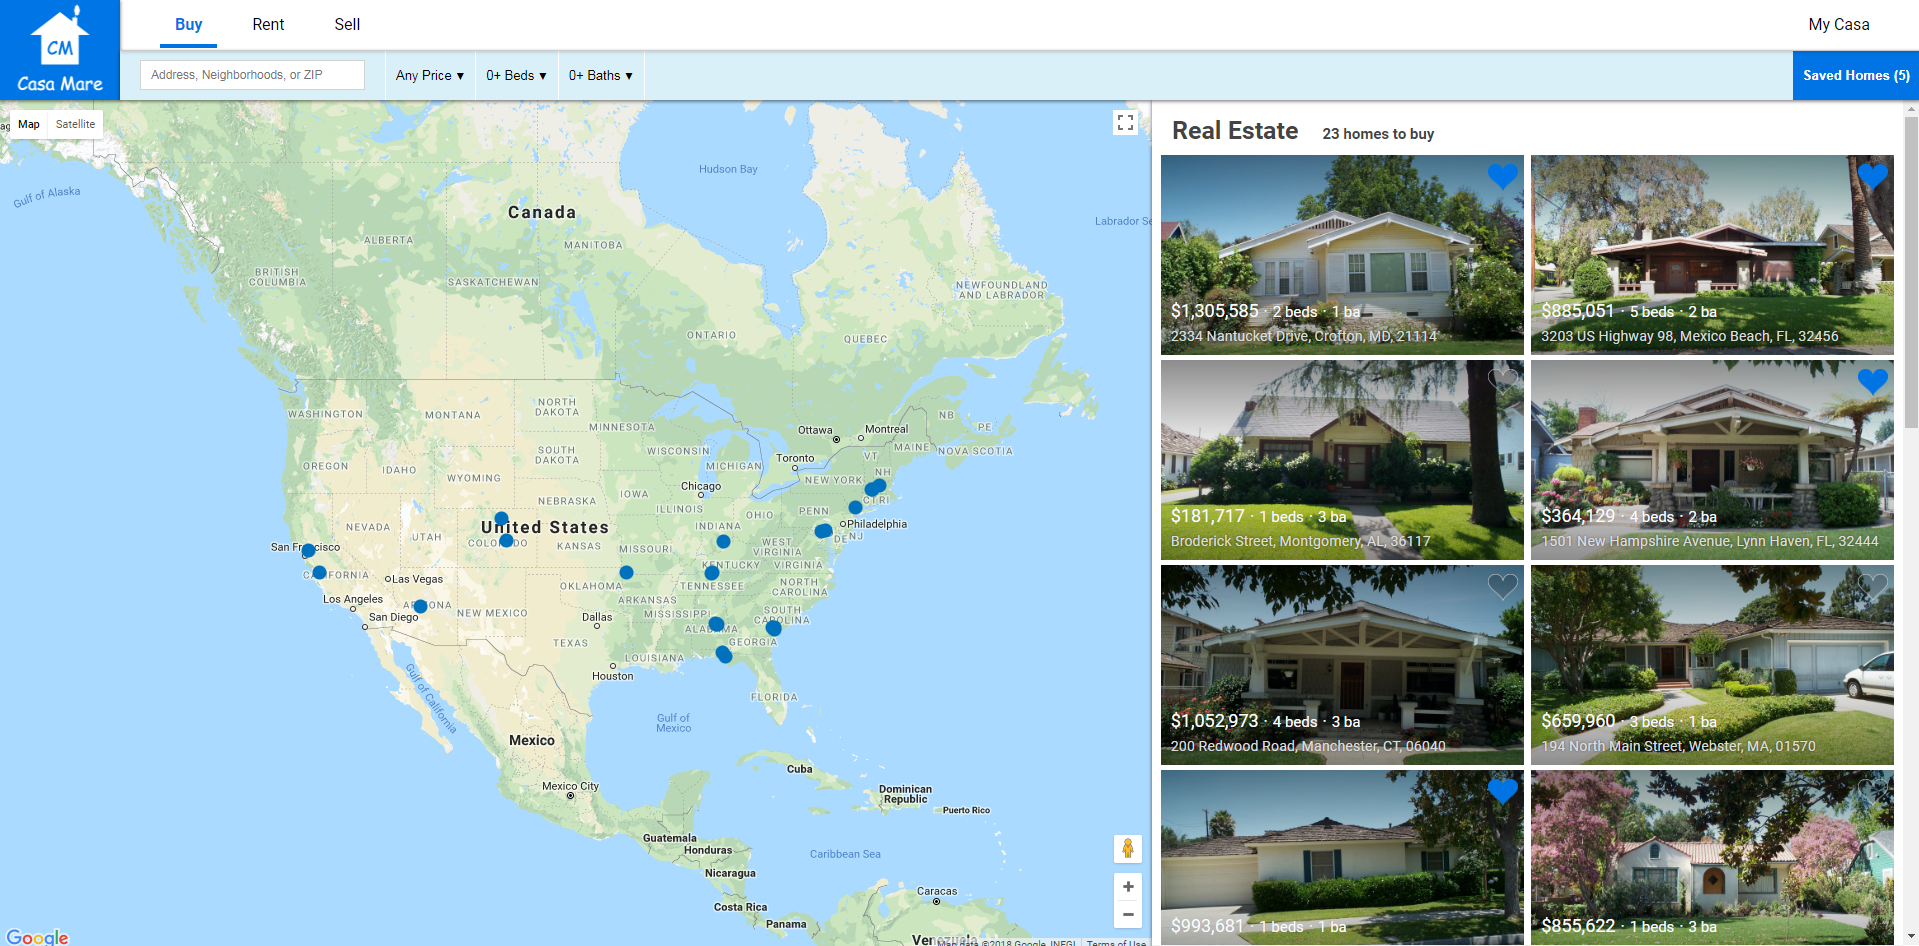 CM
Casa Mare
Buy
Rent
Sell
My Casa
Address, Neighborhoods, or ZIP
Any Price ▾
0+ Beds ▾
0+ Baths ▾
Saved Homes (5)
Map
Satellite
Gulf of Alaska
Hudson Bay
Canada
Labrador Se
ALBERTA
MANITOBA
BRITISH
COLUMBIA
SASKATCHEWAN
NEWFOUNDLAND
AND LABRADOR
ONTARIO
QUEBEC
WASHINGTON
MONTANA
NORTH
DAKOTA
MINNESOTA
NB
PE
Ottawa
Montreal
MAINE
NOVA SCOTIA
OREGON
IDAHO
SOUTH
DAKOTA
WISCONSIN
MICHIGAN
Toronto
VT
NH
WYOMING
NEW YORK
Chicago
IOWA
NEBRASKA
CT
RI
ILLINOIS
INDIANA
OHIO
PENN
Philadelphia
NEVADA
UTAH
United States
COLORADO
KANSAS
MISSOURI
WEST
VIRGINIA
DE
NJ
San Francisco
KENTUCKY
VIRGINIA
CALIFORNIA
Las Vegas
OKLAHOMA
TENNESSEE
NORTH
CAROLINA
Los Angeles
ARIZONA
NEW MEXICO
ARKANSAS
San Diego
Dallas
MISSISSIPPI
SOUTH
CAROLINA
ALABAMA
GEORGIA
TEXAS
LOUISIANA
Houston
FLORIDA
Gulf of California
Gulf of
Mexico
Mexico
Mexico City
Cuba
Dominican
Republic
Puerto Rico
Guatemala
Honduras
Caribbean Sea
Nicaragua
Caracas
Costa Rica
Panama
Venezuela
Google
Map data ©2018 Google, INEGI
Terms of Use
Real Estate
23 homes to buy
$1,305,585 · 2 beds · 1 ba
2334 Nantucket Drive, Crofton, MD, 21114
$885,051 · 5 beds · 2 ba
3203 US Highway 98, Mexico Beach, FL, 32456
$181,717 · 1 beds · 3 ba
Broderick Street, Montgomery, AL, 36117
$364,129 · 4 beds · 2 ba
1501 New Hampshire Avenue, Lynn Haven, FL, 32444
$1,052,973 · 4 beds · 3 ba
200 Redwood Road, Manchester, CT, 06040
$659,960 · 3 beds · 1 ba
194 North Main Street, Webster, MA, 01570
$993,681 · 1 beds · 1 ba
$855,622 · 1 beds · 3 ba